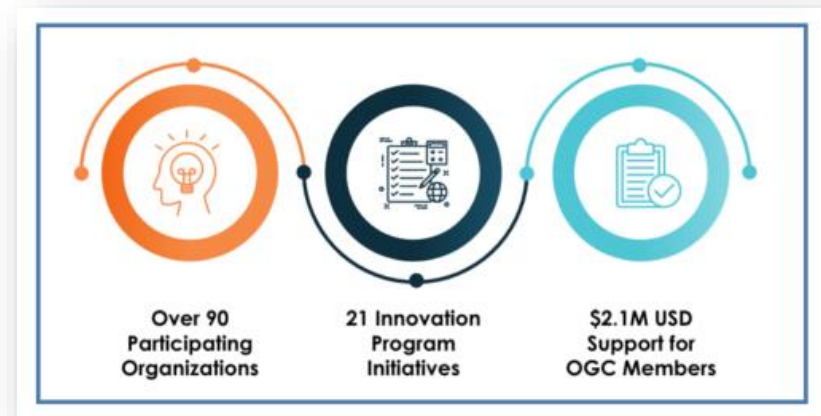 Over 90
Participating
Organizations
21 Innovation
Program
Initiatives
$2.1M USD
Support for
OGC Members